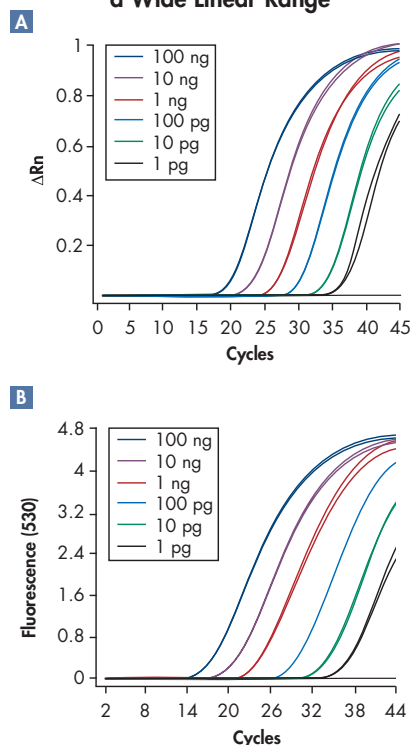 a Wide Linear Range
A
1
0.8
0.6
0.4
0.2
ΔRn
100 ng
10 ng
1 ng
100 pg
10 pg
1 pg
0 5 10 15 20 25 30 35 40 45
Cycles
B
4.8
4
3.2
2.4
1.6
0.8
0
Fluorescence (530)
100 ng
10 ng
1 ng
100 pg
10 pg
1 pg
2 8 14 20 26 32 38 44
Cycles